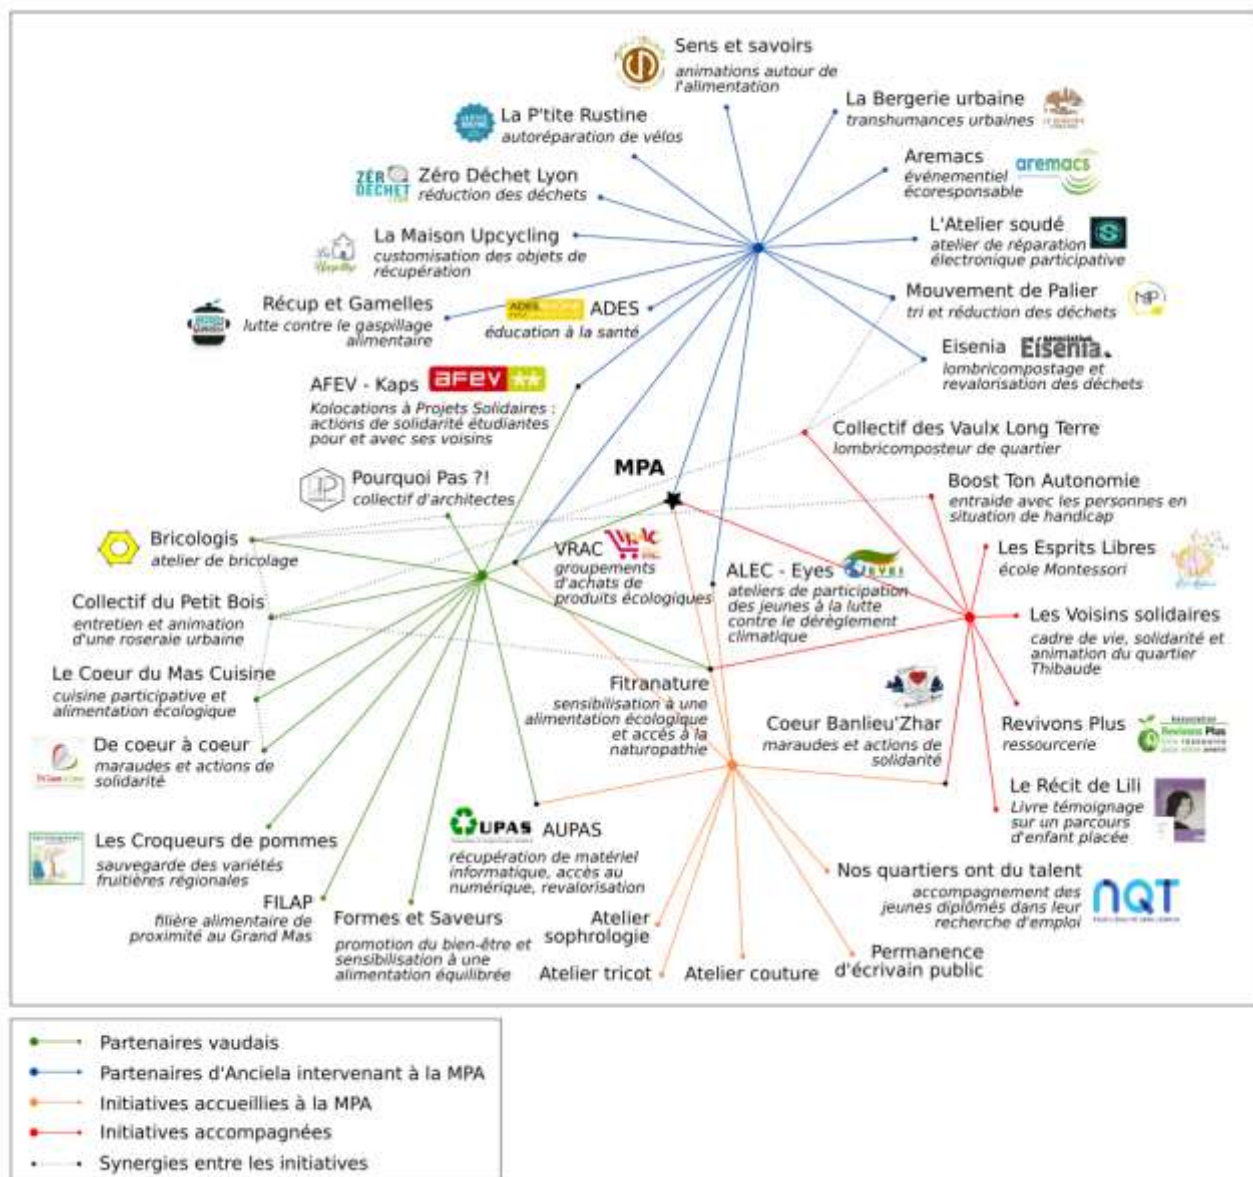 Sens et savoirs
animations autour de
l'alimentation
La Bergerie urbaine
transhumances urbaines
La P'tite Rustine
autoréparation de vélos
Aremacs
événementiel
écoresponsable
aremacs
ZÉR
DÉCHET
Zéro Déchet Lyon
réduction des déchets
L'Atelier soudé
atelier de réparation
électronique participative
La Maison Upcycling
customisation des objets de
récupération
Mouvement de Palier
tri et réduction des déchets
Récup et Gamelles
lutte contre le gaspillage
alimentaire
ADES
ADES
éducation à la santé
Eisenia
Eisenia.
lombricompostage et
revalorisation des déchets
AFEV - Kaps
afev
Kolocations à Projets Solidaires :
actions de solidarité étudiantes
pour et avec ses voisins
Collectif des Vaulx Long Terre
lombricomposteur de quartier
MPA
Pourquoi Pas ?!
collectif d'architectes
Boost Ton Autonomie
entraide avec les personnes en
situation de handicap
Bricologis
atelier de bricolage
VRAC
VRAC
groupements
d'achats de
produits écologiques
ALEC - Eyes
EYES
ateliers de participation
des jeunes à la lutte
contre le dérèglement
climatique
Les Esprits Libres
école Montessori
Collectif du Petit Bois
entretien et animation
d'une roseraie urbaine
Les Voisins solidaires
cadre de vie, solidarité et
animation du quartier
Thibaude
Le Coeur du Mas Cuisine
cuisine participative et
alimentation écologique
Fitranature
sensibilisation à une
alimentation écologique
et accès à la
naturopathie
Coeur Banlieu'Zhar
maraudes et actions de
solidarité
Revivons Plus
ressourcerie
Revivons Plus
De coeur à coeur
maraudes et actions de
solidarité
Le Récit de Lili
Livre témoignage
sur un parcours
d'enfant placée
Les Croqueurs de pommes
sauvegarde des variétés
fruitières régionales
UPAS
AUPAS
récupération de matériel
informatique, accès au
numérique, revalorisation
Nos quartiers ont du talent
accompagnement des
jeunes diplômés dans leur
recherche d'emploi
NQT
FILAP
filière alimentaire de
proximité au Grand Mas
Formes et Saveurs
promotion du bien-être et
sensibilisation à une
alimentation équilibrée
Atelier
sophrologie
Atelier tricot
Atelier couture
Permanence
d'écrivain public
Partenaires vaudais
Partenaires d'Anciela intervenant à la MPA
Initiatives accueillies à la MPA
Initiatives accompagnées
Synergies entre les initiatives